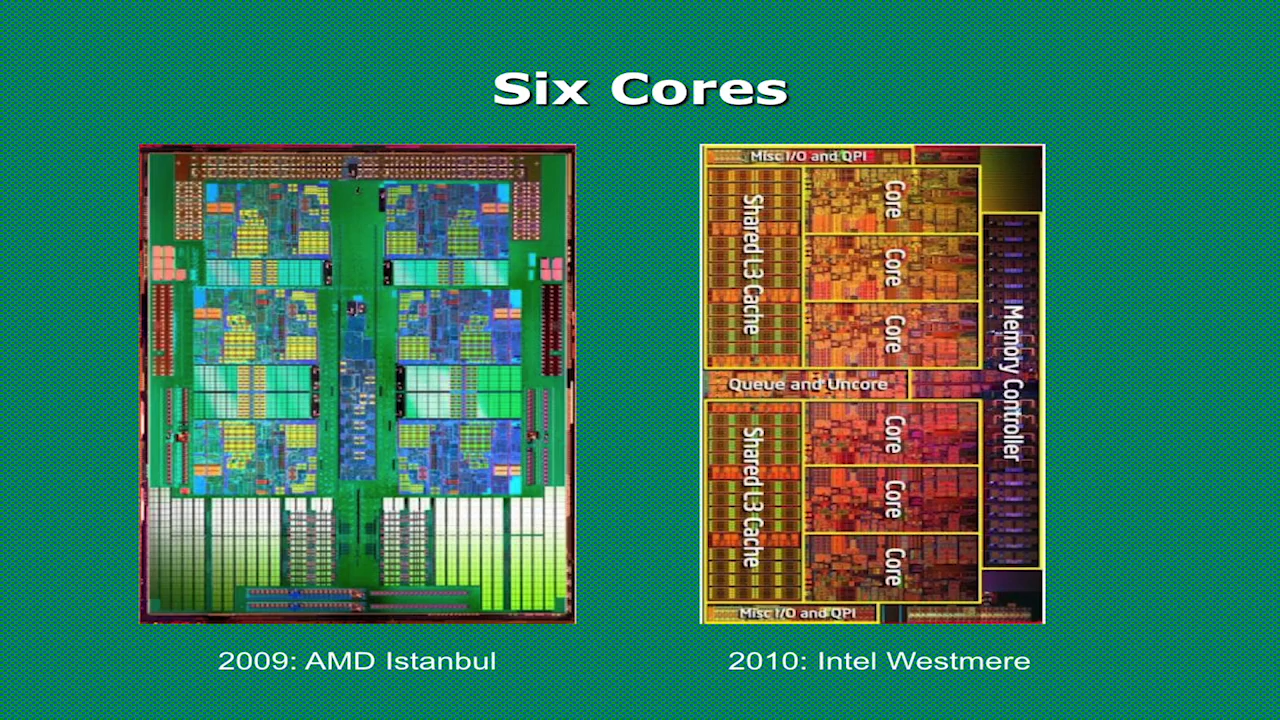 Six Cores
Misc I/O and QPI
Shared L3 Cache
Core
Core
Core
Memory Controller
Queue and Uncore
Shared L3 Cache
Core
Core
Core
Misc I/O and QPI
2009: AMD Istanbul
2010: Intel Westmere